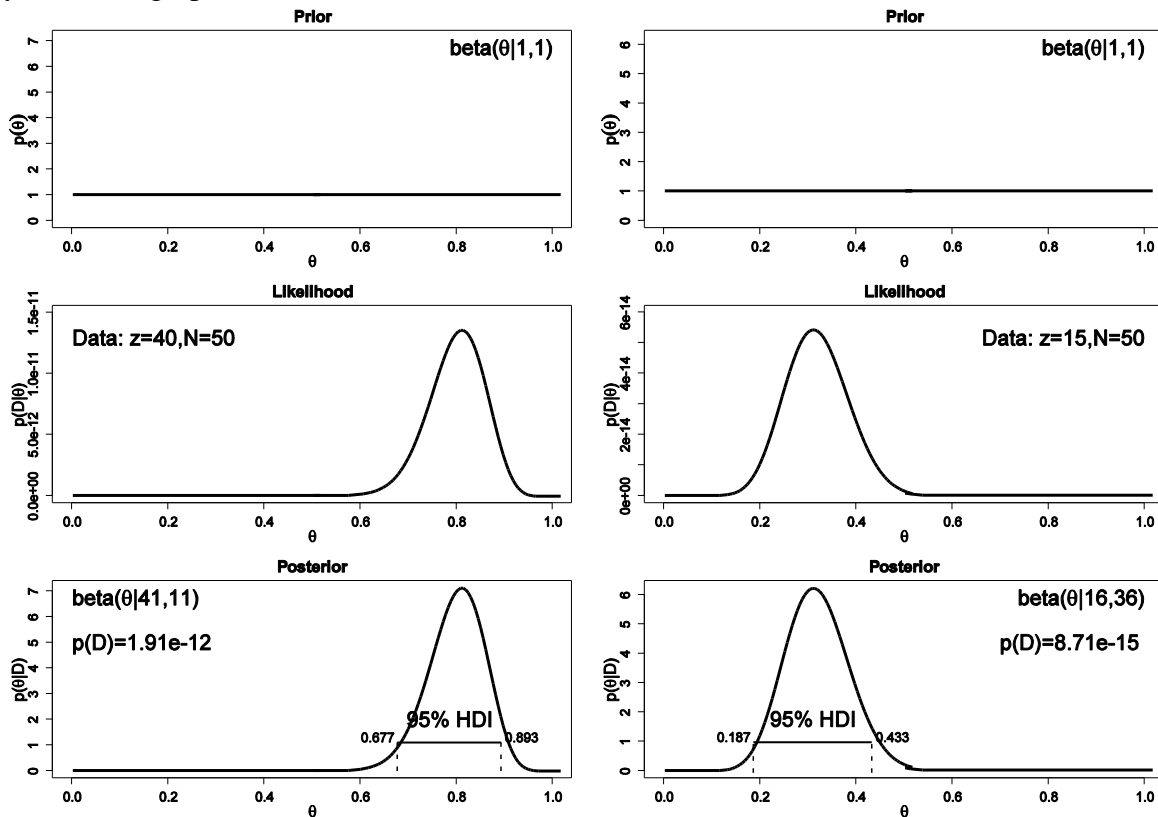 Prior
beta(θ|1,1)
p(θ)
0 1 2 3 4 5 6 7
0.0 0.2 0.4 0.6 0.8 1.0
θ
Prior
beta(θ|1,1)
p(θ)
0 1 2 3 4 5 6
0.0 0.2 0.4 0.6 0.8 1.0
θ
Likelihood
Data: z=40,N=50
p(D|θ)
0.0e+00 5.0e-12 1.0e-11 1.5e-11
0.0 0.2 0.4 0.6 0.8 1.0
θ
Likelihood
Data: z=15,N=50
p(D|θ)
0e+00 2e-14 4e-14 6e-14
0.0 0.2 0.4 0.6 0.8 1.0
θ
Posterior
beta(θ|41,11)
p(D)=1.91e-12
95% HDI
0.677 0.893
p(θ|D)
0 1 2 3 4 5 6 7
0.0 0.2 0.4 0.6 0.8 1.0
θ
Posterior
beta(θ|16,36)
p(D)=8.71e-15
95% HDI
0.187 0.433
p(θ|D)
0 1 2 3 4 5 6
0.0 0.2 0.4 0.6 0.8 1.0
θ